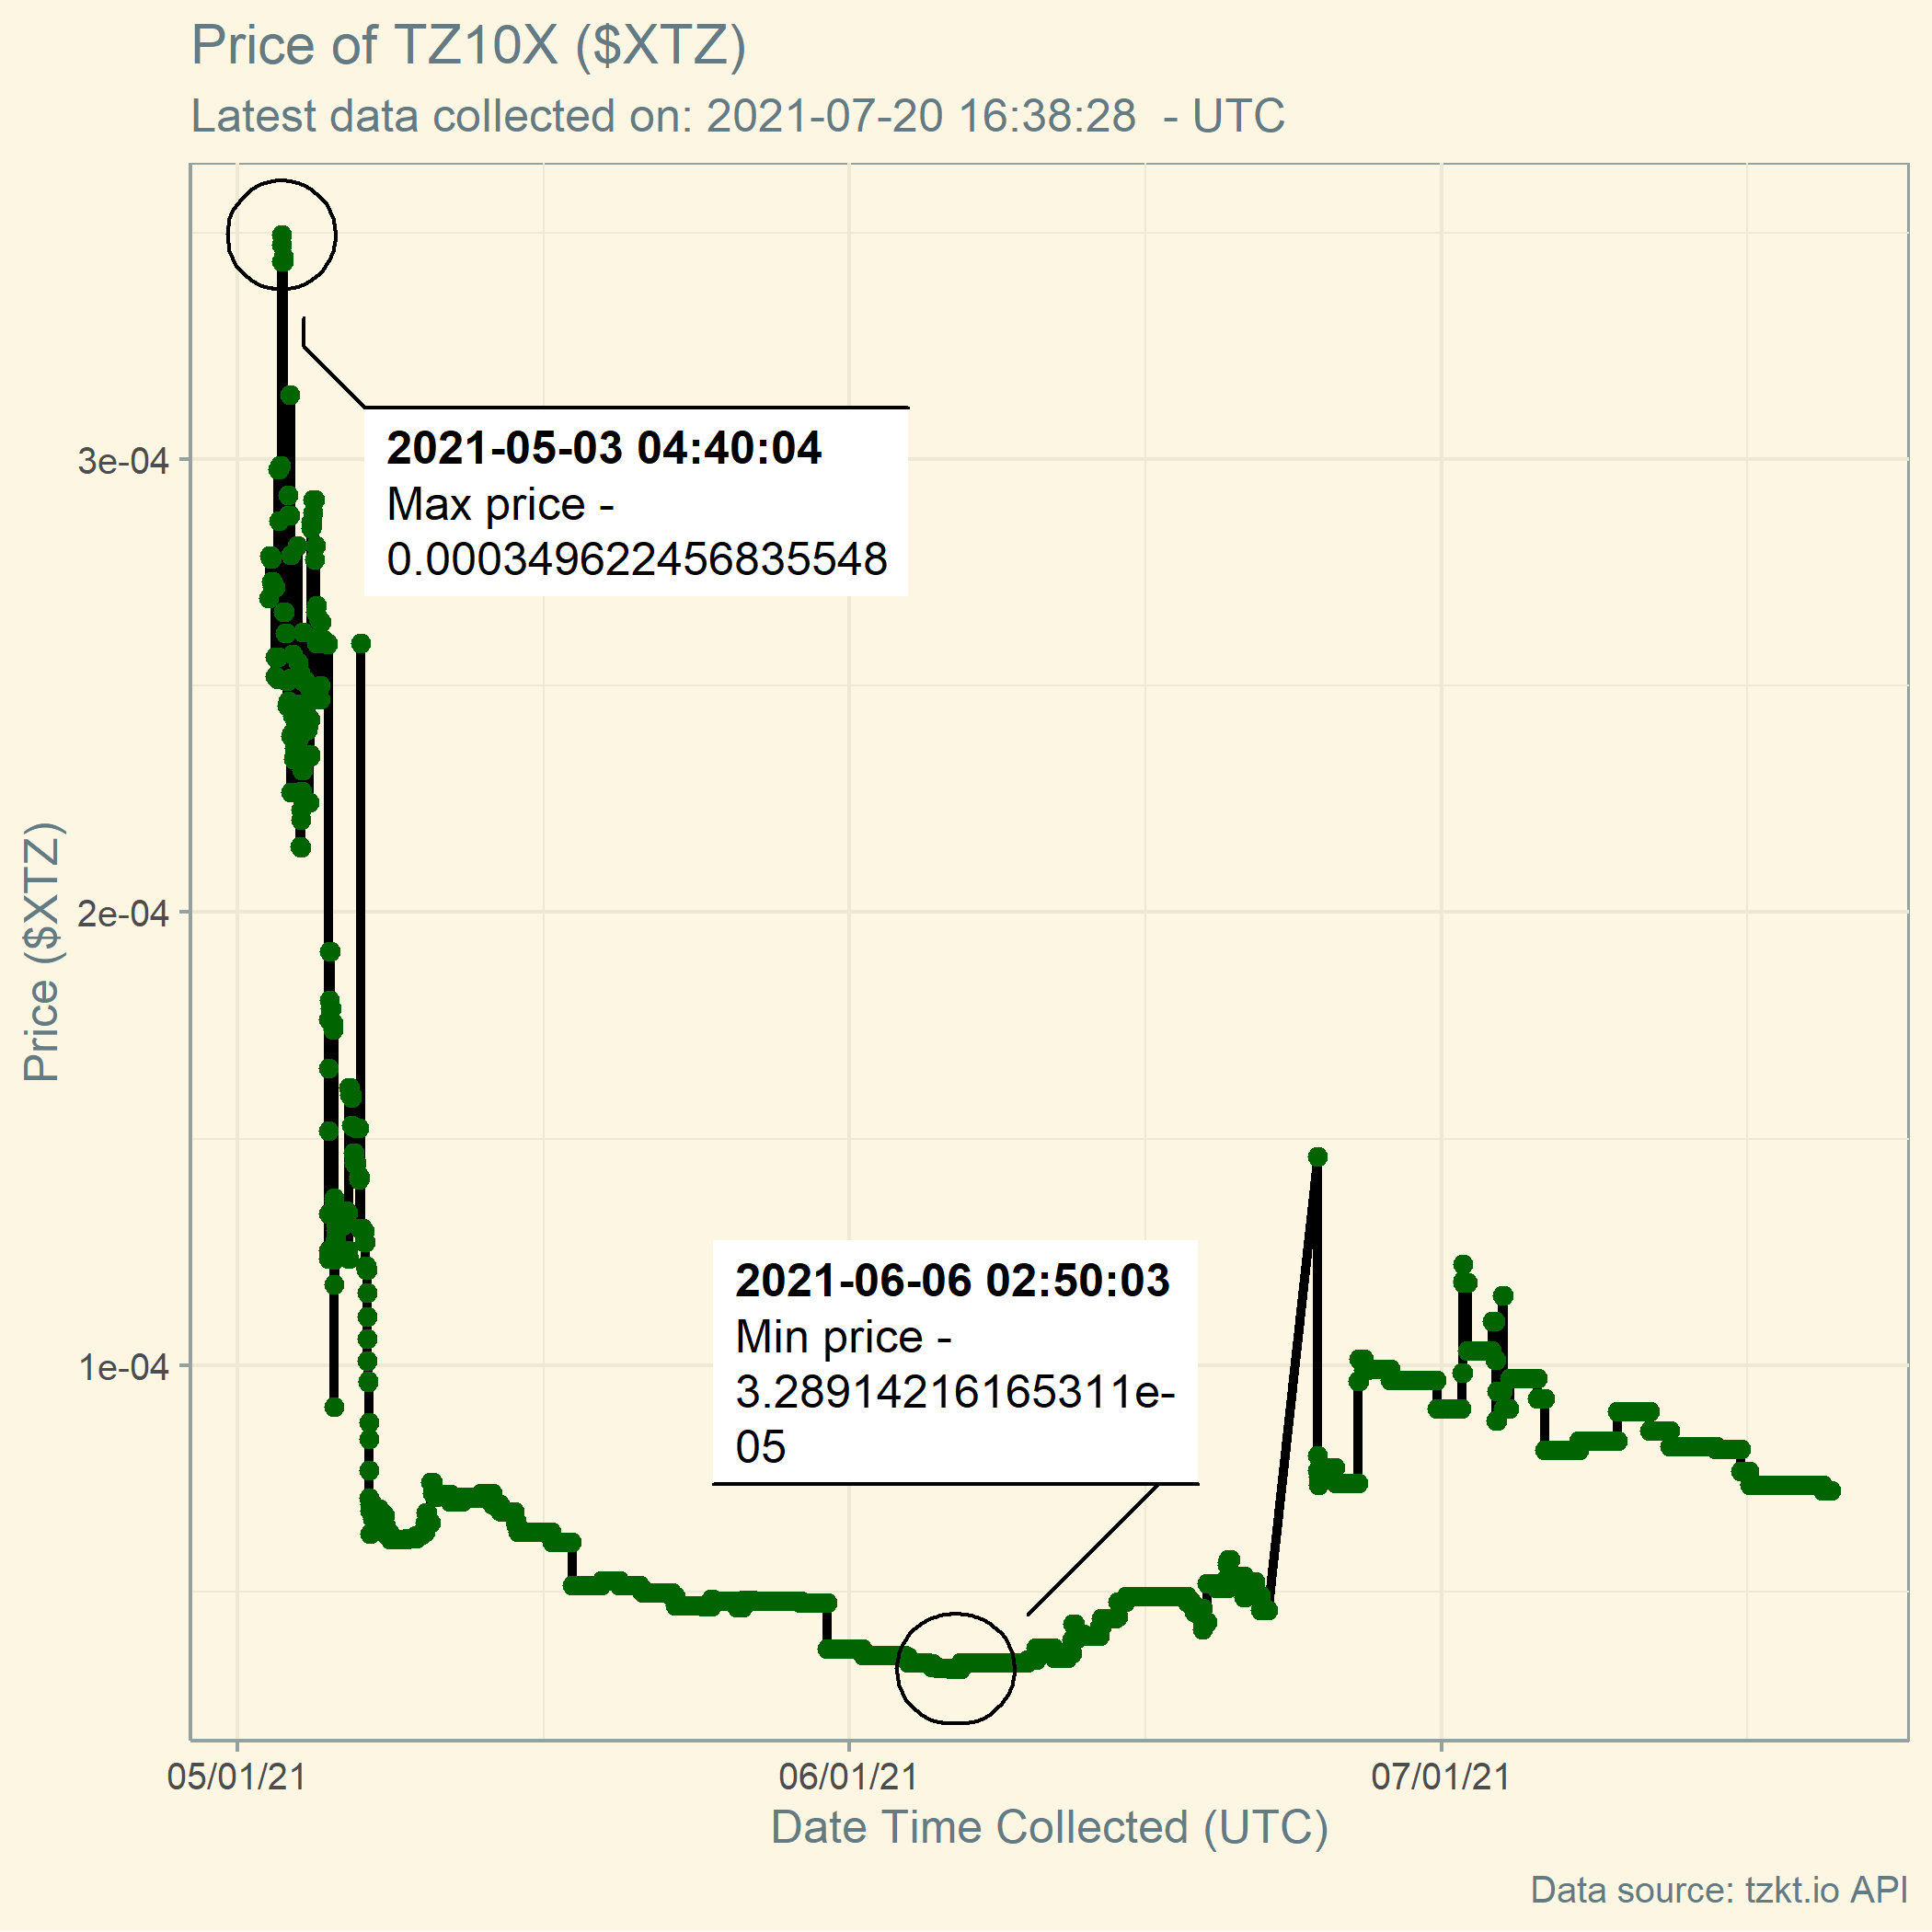 Price of TZ10X ($XTZ)
Latest data collected on: 2021-07-20 16:38:28  - UTC
2021-05-03 04:40:04
Max price -
0.000349622456835548
3e-04
2e-04
1e-04
Price ($XTZ)
2021-06-06 02:50:03
Min price -
3.28914216165311e-
05
05/01/21
06/01/21
07/01/21
Date Time Collected (UTC)
Data source: tzkt.io API